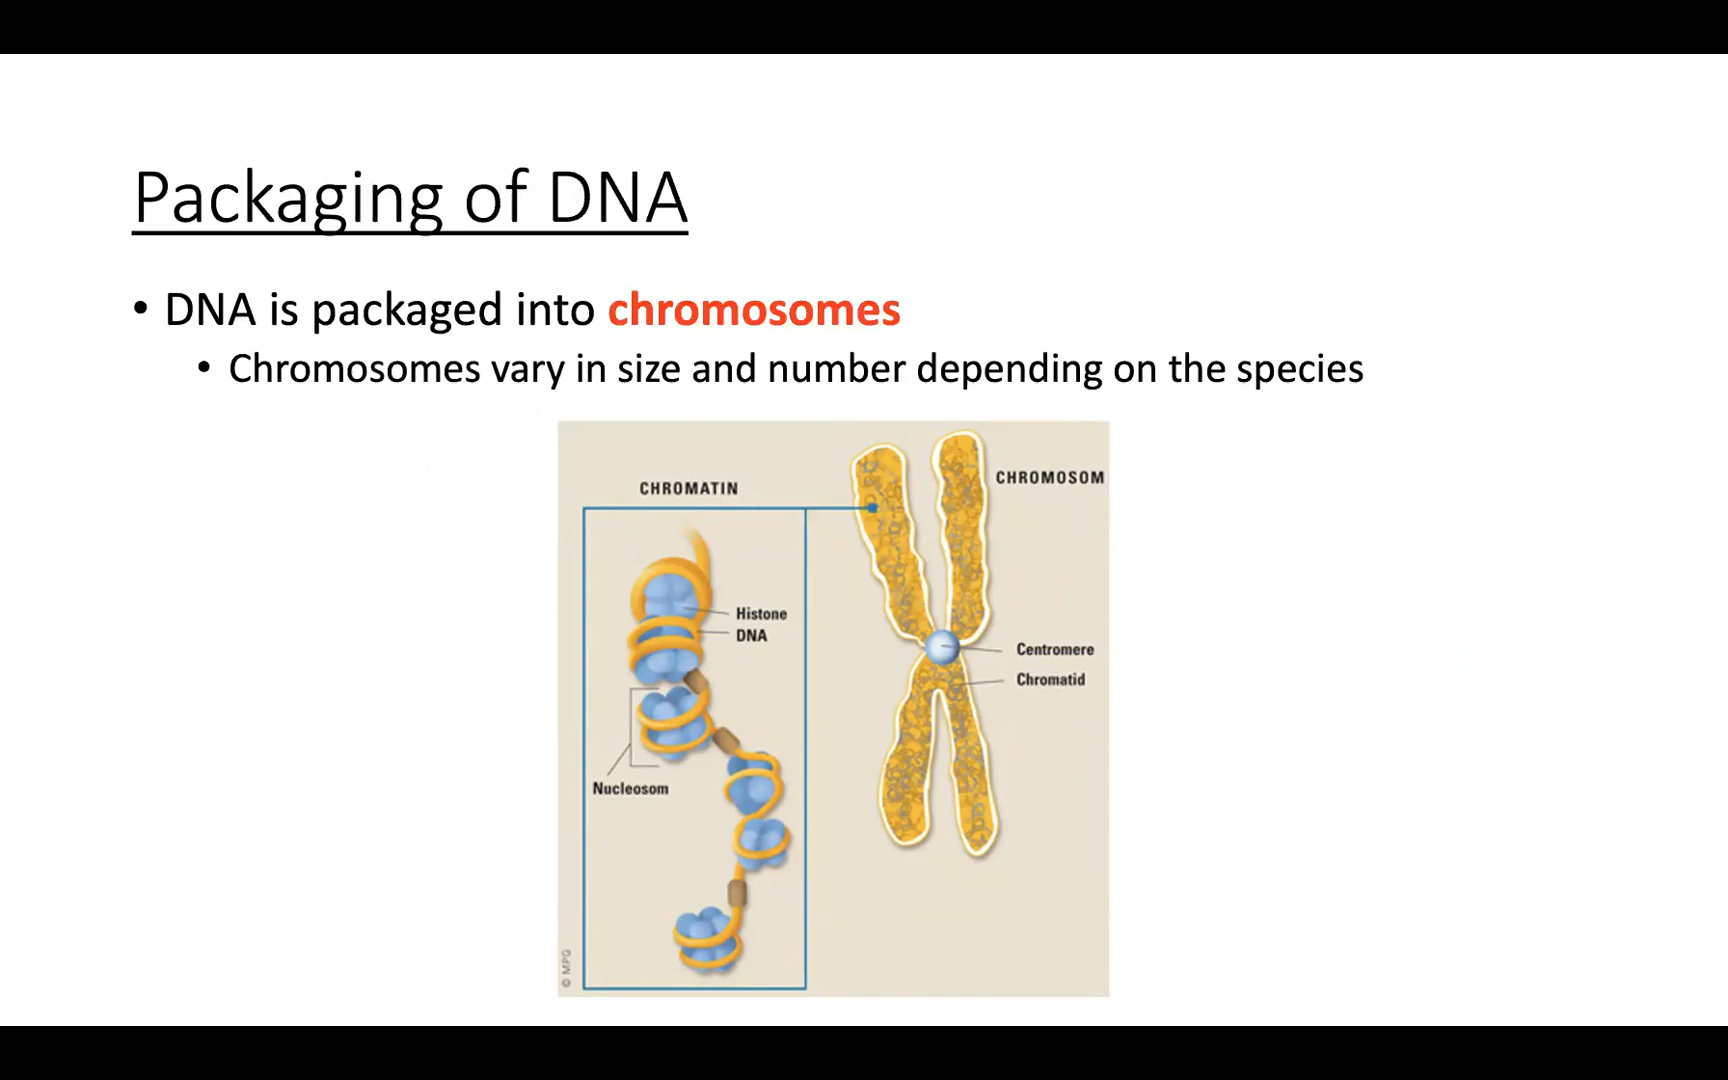 Packaging of DNA
• DNA is packaged into chromosomes
• Chromosomes vary in size and number depending on the species
CHROMATIN
CHROMOSOM
Histone
DNA
Centromere
Chromatid
Nucleosom
© MPG